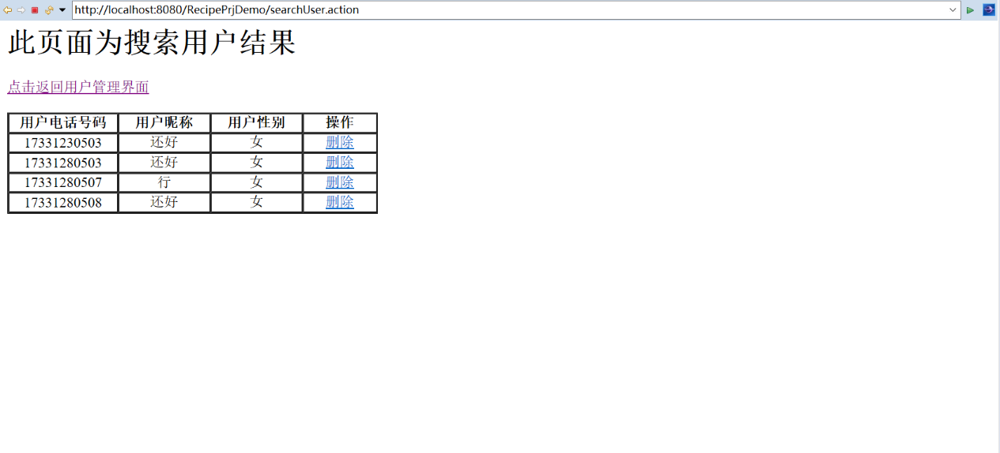 http://localhost:8080/RecipePrjDemo/searchUser.action
此页面为搜索用户结果
点击返回用户管理界面
用户电话号码 用户昵称 用户性别 操作
17331230503 还好 女 删除
17331280503 还好 女 删除
17331280507 行 女 删除
17331280508 还好 女 删除